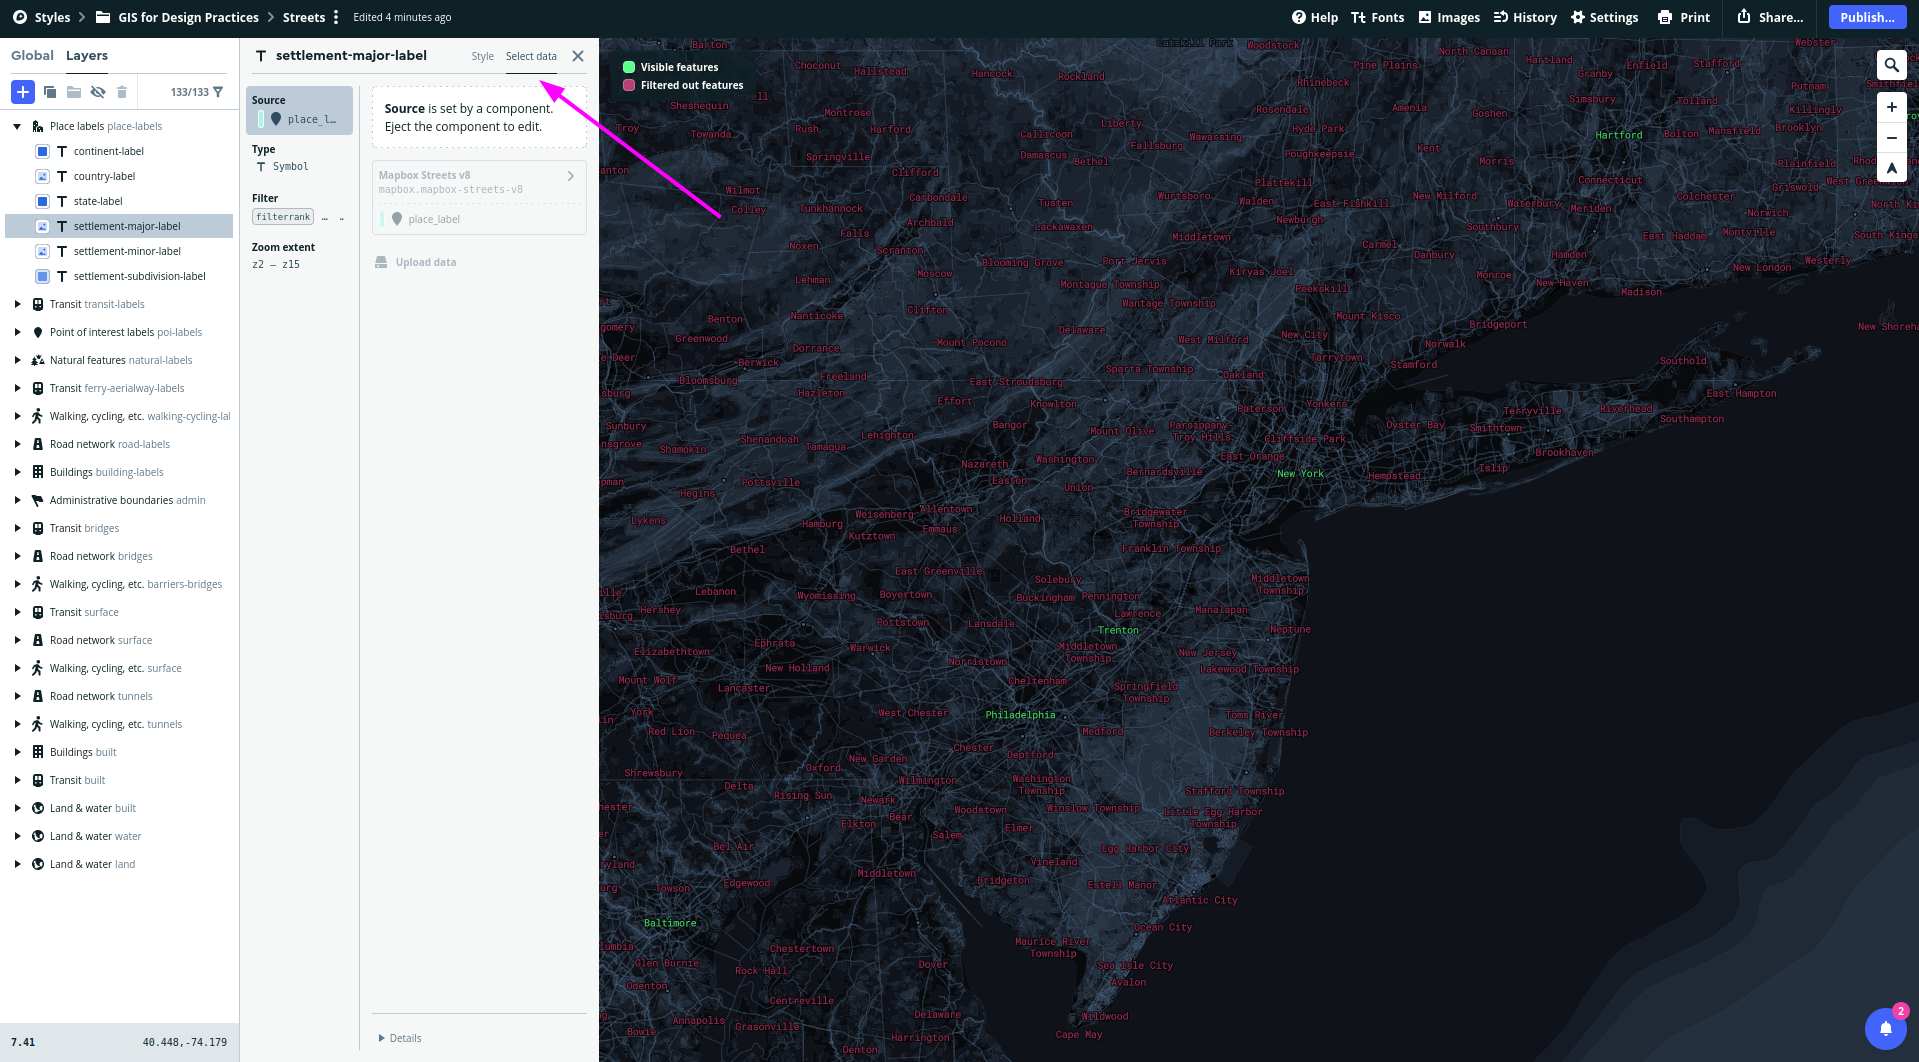 Styles
GIS for Design Practices
Streets
Edited 4 minutes ago
Help
Fonts
Images
History
Settings
Print
Share...
Publish...
Global
Layers
133/133
Place labels place-labels
continent-label
country-label
state-label
settlement-major-label
settlement-minor-label
settlement-subdivision-label
Transit transit-labels
Point of interest labels poi-labels
Natural features natural-labels
Transit ferry-aerialway-labels
Walking, cycling, etc. walking-cycling-lal
Road network road-labels
Buildings building-labels
Administrative boundaries admin
Transit bridges
Road network bridges
Walking, cycling, etc. barriers-bridges
Transit surface
Road network surface
Walking, cycling, etc. surface
Road network tunnels
Walking, cycling, etc. tunnels
Buildings built
Transit built
Land & water built
Land & water water
Land & water land
7.41
40.448,-74.179
settlement-major-label
Style
Select data
Source
place_l…
Type
Symbol
Filter
filterrank … ..
Zoom extent
z2 – z15
Source is set by a component.
Eject the component to edit.
Mapbox Streets v8
mapbox.mapbox-streets-v8
place_label
Upload data
Details
Visible features
Filtered out features
Barton
Catskill Park
Woodstock
Webster
North Canaan
Choconut
Hallstead
Hancock
Rockland
Pine Plains
Hartland
Enfield
Stafford
Rhinebeck
Granby
Putnam
Smithfiel
Sheshequin
ill
Montrose
Rosendale
Amenia
Simsbury
Tolland
Killingly
Goshen
Troy
Towanda
Rush
Harford
Callicoon
Liberty
Wawarsing
Hyde Park
Hartford
Bolton
Mansfield
Brooklyn
Springville
Damascus
Bethel
Fallsburg
Poughkeepsie
Kent
Morris
Plainfield
Rhod
anton
Clifford
Plattekill
Connecticut
Griswold
West Green
Wilmot
Carbondale
Wurtsboro
Walden
East Fishkill
New Milford
Waterbury
Meriden
Colchester
North Ki
Colley
Tunkhannock
Archbald
Tusten
Lackawaxen
Newburgh
Southbury
Norwich
Falls
Middletown
East Haddam
Montville
South Kings
Noxen
Scranton
Carmel
Danbury
Hamden
Blooming Grove
Port Jervis
Westerly
Lehman
Moscow
Kiryas Joel
Monroe
New Haven
New London
Montague Township
Peekskill
Madison
rt
Wantage Township
Benton
Nanticoke
Clifton
Mount Kisco
Bridgeport
New Shoreha
gomery
Delaware
New City
Greenwood
Dorrance
Mount Pocono
West Milford
Norwalk
e Deer
Berwick
Tarrytown
Stamford
Southold
Sparta Township
Bloomsburg
Freeland
East Stroudsburg
Oakland
sburg
Hazleton
Effort
Knowlton
Paterson
Yonkers
Terryville
Riverhead
East Hampton
Sunbury
Bangor
Mount Olive
Parsippany-
Troy Hills
Oyster Bay
Smithtown
Southampton
nsgrove
Shamokin
Shenandoah
Tamaqua
Lehighton
Cliffside Park
Brookhaven
Nazareth
Washington
East Orange
Islip
pman
Hegins
Pottsville
Easton
Bernardsville
New York
Hempstead
Union
Lykens
Hamburg
Weisenberg
Allentown
Holland
Bridgewater
Township
Emmaus
Kutztown
Bethel
Franklin Township
East Greenville
Solebury
Middletown
Township
ille
Lebanon
Wyomissing
Boyertown
Buckingham
Pennington
sburg
Hershey
Lawrence
Manalapan
Pottstown
Lansdale
Trenton
Neptune
Ephrata
Warwick
Middletown
Township
New Jersey
Elizabethtown
New Holland
Norristown
Lakewood Township
Mount Wolf
Lancaster
Cheltenham
Springfield
Township
lin
York
West Chester
Philadelphia
Toms River
Red Lion
Pequea
Medford
Berkeley Township
Chester
Deptford
Shrewsbury
Oxford
New Garden
Wilmington
Washington
Township
Delta
Rising Sun
Newark
Stafford Township
ester
Bear
Woodstown
Winslow Township
Little Egg Harbor
Township
er
Elkton
Salem
Elmer
Bel Air
Egg Harbor City
ryland
Vineland
Middletown
urg
Towson
Edgewood
Bridgeton
Estell Manor
Atlantic City
Baltimore
Ocean City
lumbia
Chestertown
Maurice River
Township
Glen Burnie
Rock Hall
Dover
Sea Isle City
Odenton
Avalon
Centreville
ng
Annapolis
Grasonville
Delaware
Wildwood
Bowie
Harrington
Cape May
Denton
2